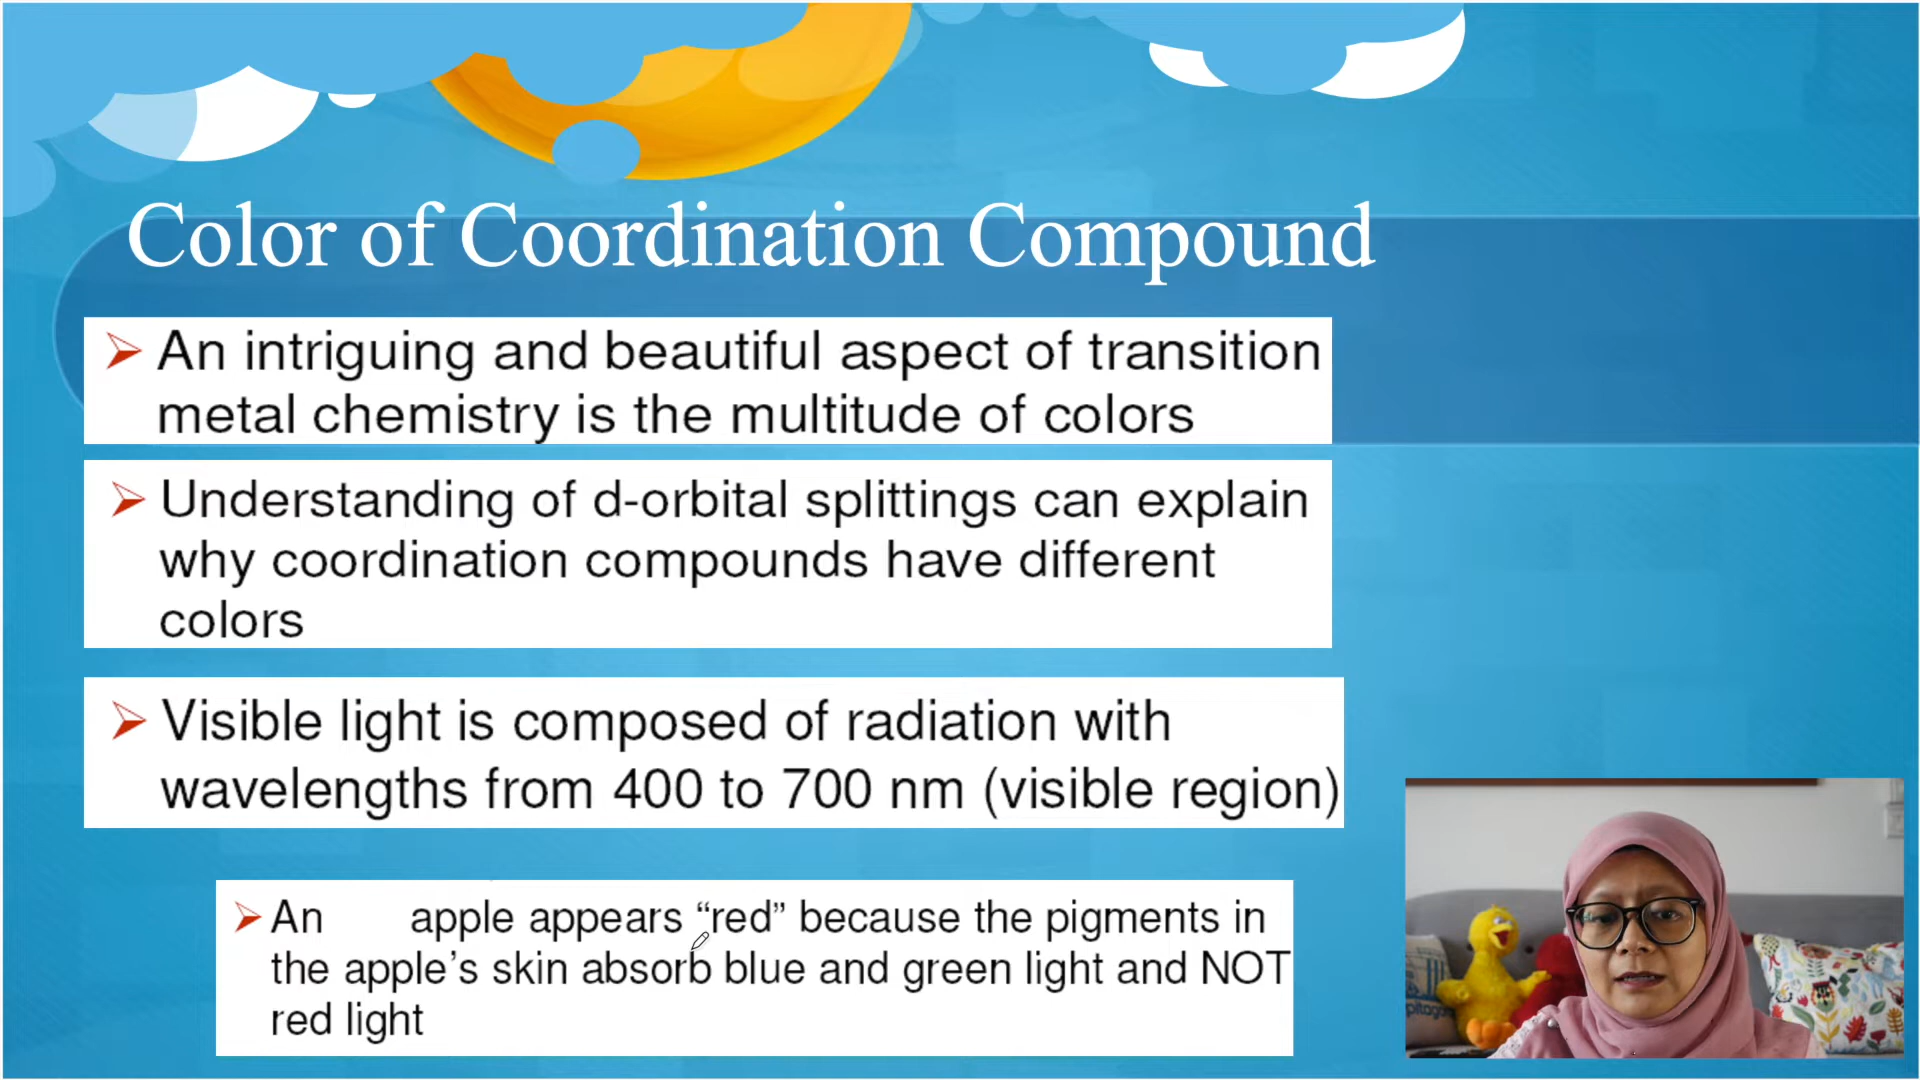 Color of Coordination Compound
An intriguing and beautiful aspect of transition
metal chemistry is the multitude of colors
Understanding of d-orbital splittings can explain
why coordination compounds have different
colors
Visible light is composed of radiation with
wavelengths from 400 to 700 nm (visible region)
An apple appears “red” because the pigments in
the apple’s skin absorb blue and green light and NOT
red light